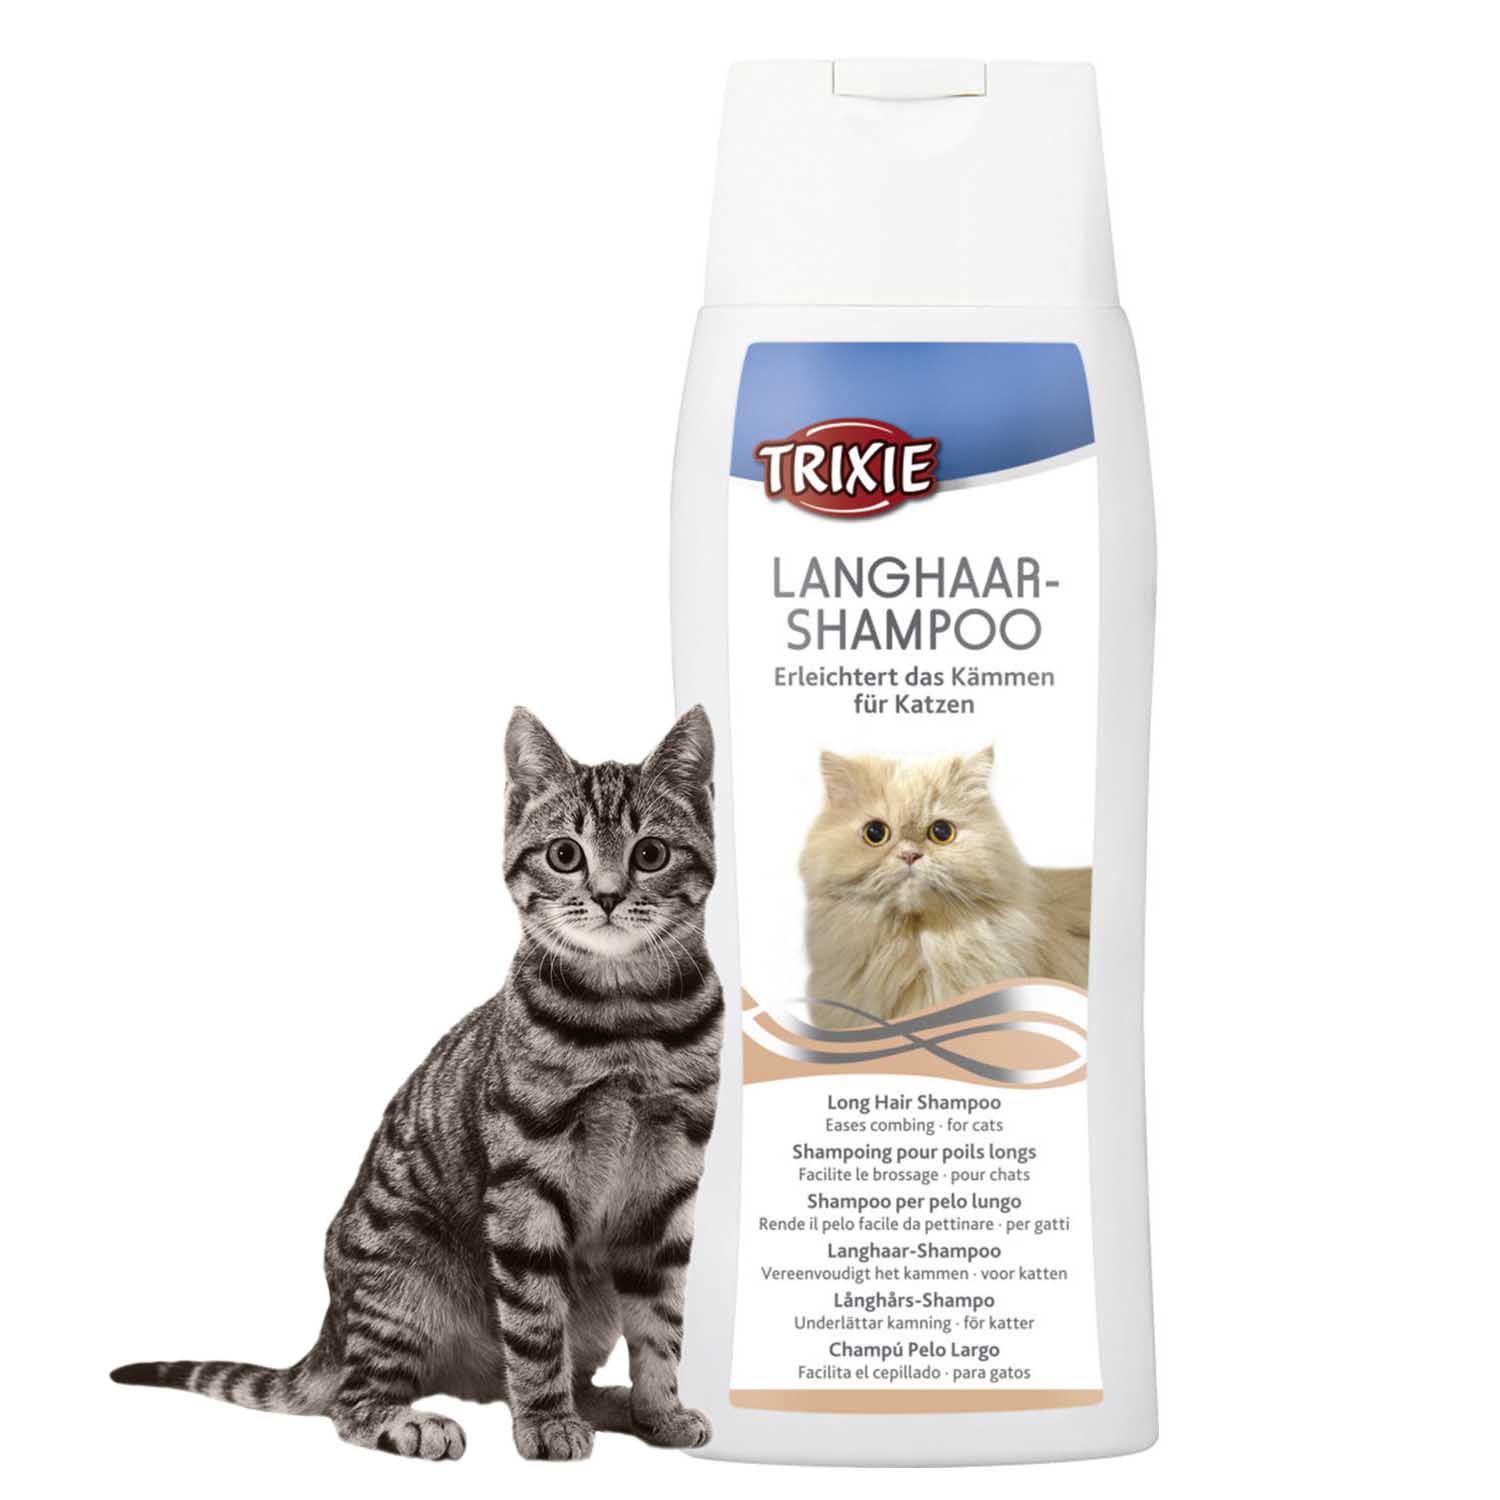 TRIXIE
LANGHAAR-
SHAMPOO
Erleichtert das Kämmen
für Katzen
Long Hair Shampoo
Eases combing · for cats
Shampoing pour poils longs
Facilite le brossage · pour chats
Shampoo per pelo lungo
Rende il pelo facile da pettinare · per gatti
Langhaar-Shampoo
Vereenvoudigt het kammen · voor katten
Långhårs-Shampo
Underlättar kamning · för katter
Champú Pelo Largo
Facilita el cepillado · para gatos